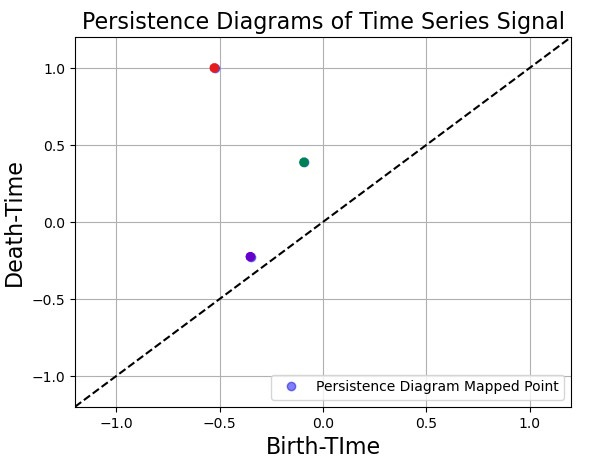 Persistence Diagrams of Time Series Signal
Death-Time
1.0
0.5
0.0
−0.5
−1.0
Persistence Diagram Mapped Point
−1.0
−0.5
0.0
0.5
1.0
Birth-TIme